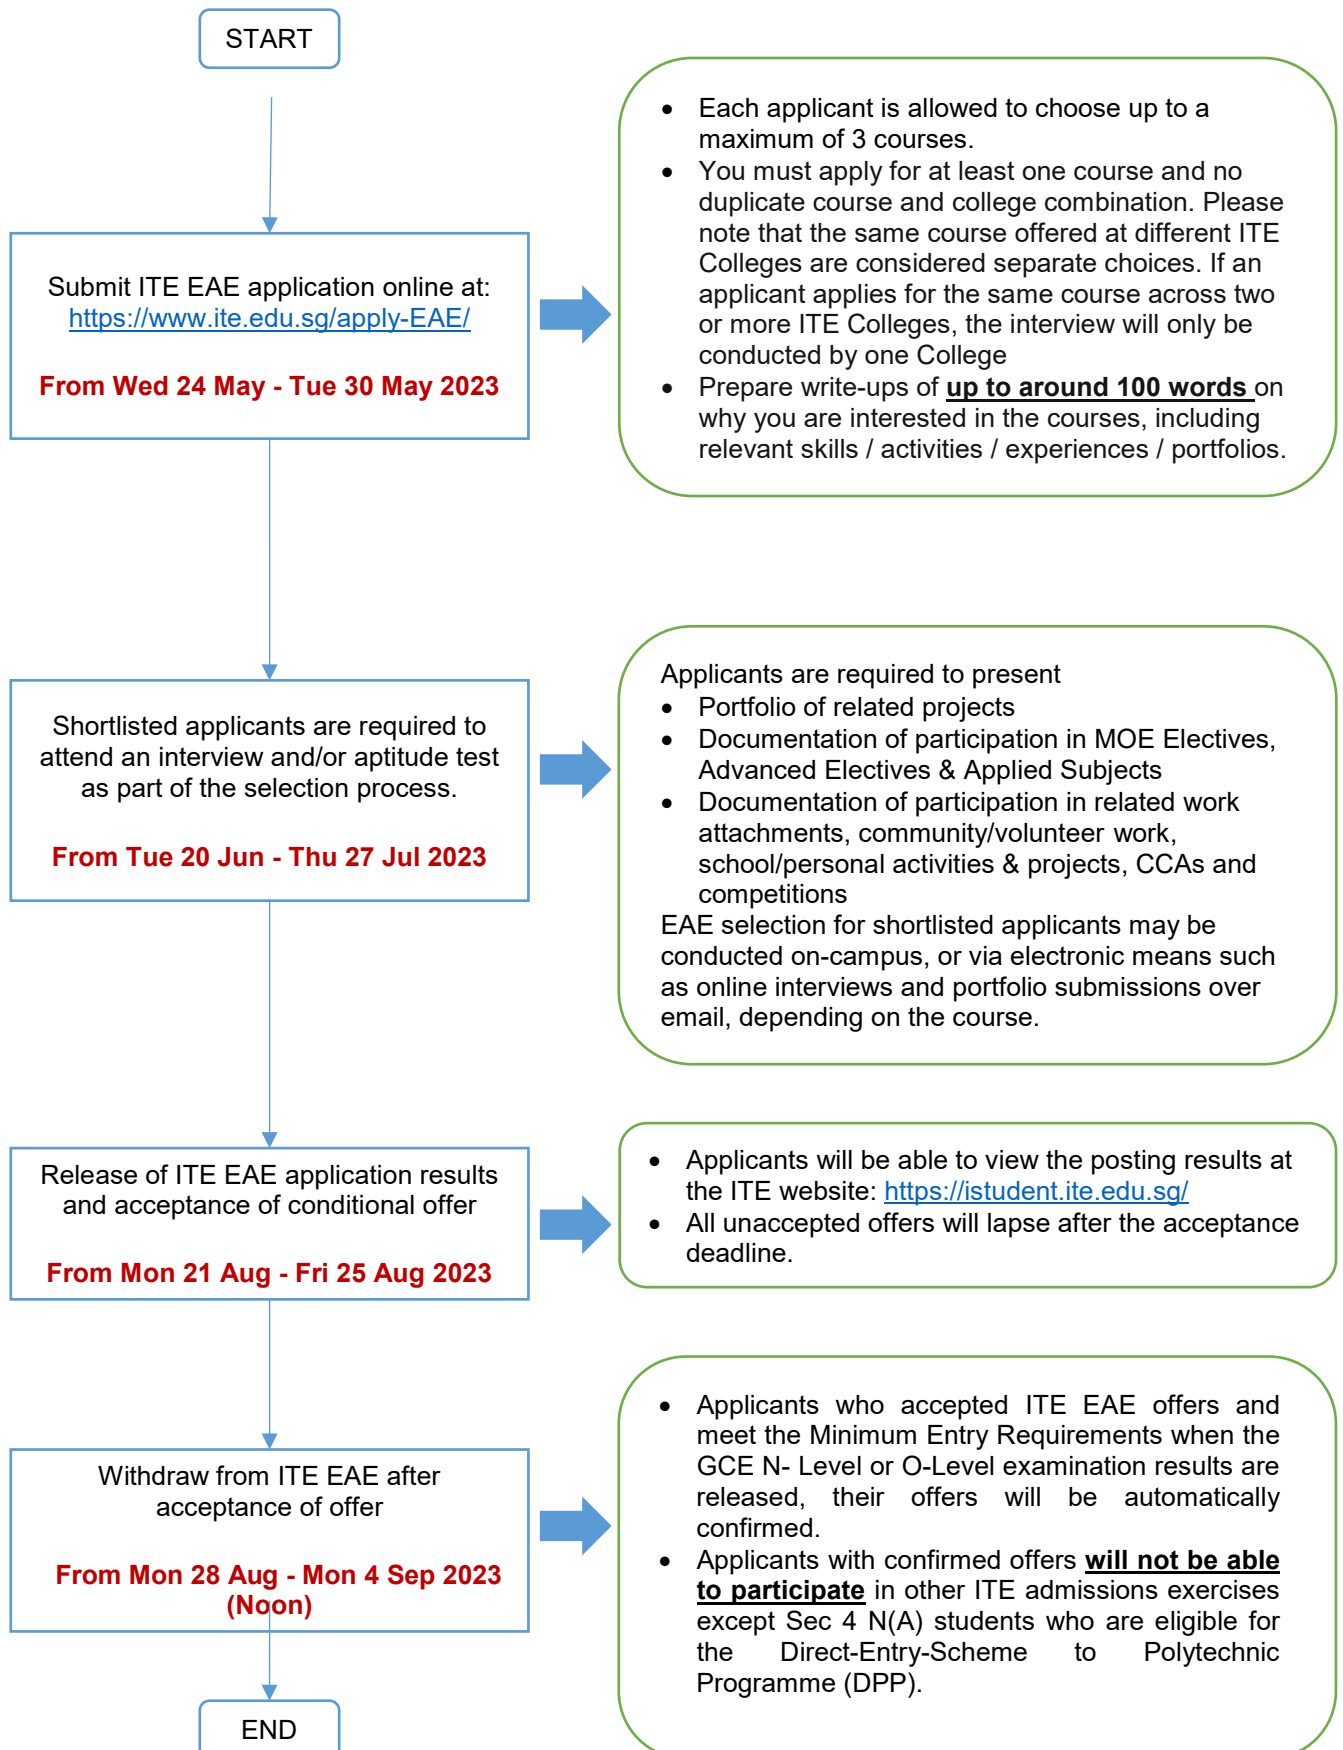 START
• Each applicant is allowed to choose up to a
maximum of 3 courses.
• You must apply for at least one course and no
duplicate course and college combination. Please
note that the same course offered at different ITE
Colleges are considered separate choices. If an
applicant applies for the same course across two
or more ITE Colleges, the interview will only be
conducted by one College
• Prepare write-ups of up to around 100 words on
why you are interested in the courses, including
relevant skills / activities / experiences / portfolios.
Submit ITE EAE application online at:
https://www.ite.edu.sg/apply-EAE/
From Wed 24 May - Tue 30 May 2023
Shortlisted applicants are required to
attend an interview and/or aptitude test
as part of the selection process.
From Tue 20 Jun - Thu 27 Jul 2023
Applicants are required to present
• Portfolio of related projects
• Documentation of participation in MOE Electives,
Advanced Electives & Applied Subjects
• Documentation of participation in related work
attachments, community/volunteer work,
school/personal activities & projects, CCAs and
competitions
EAE selection for shortlisted applicants may be
conducted on-campus, or via electronic means such
as online interviews and portfolio submissions over
email, depending on the course.
Release of ITE EAE application results
and acceptance of conditional offer
From Mon 21 Aug - Fri 25 Aug 2023
• Applicants will be able to view the posting results at
the ITE website: https://istudent.ite.edu.sg/
• All unaccepted offers will lapse after the acceptance
deadline.
Withdraw from ITE EAE after
acceptance of offer
From Mon 28 Aug - Mon 4 Sep 2023
(Noon)
• Applicants who accepted ITE EAE offers and
meet the Minimum Entry Requirements when the
GCE N- Level or O-Level examination results are
released, their offers will be automatically
confirmed.
• Applicants with confirmed offers will not be able
to participate in other ITE admissions exercises
except Sec 4 N(A) students who are eligible for
the Direct-Entry-Scheme to Polytechnic
Programme (DPP).
END